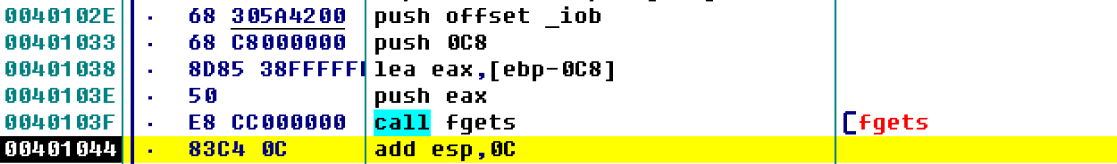 0040102E · 68 305A4200 push offset _iob
00401033 · 68 C8000000 push 0C8
00401038 · 8D85 38FFFFFF lea eax,[ebp-0C8]
0040103E · 50 push eax
0040103F · E8 CC000000 call fgets [fgets
00401044 · 83C4 0C add esp,0C